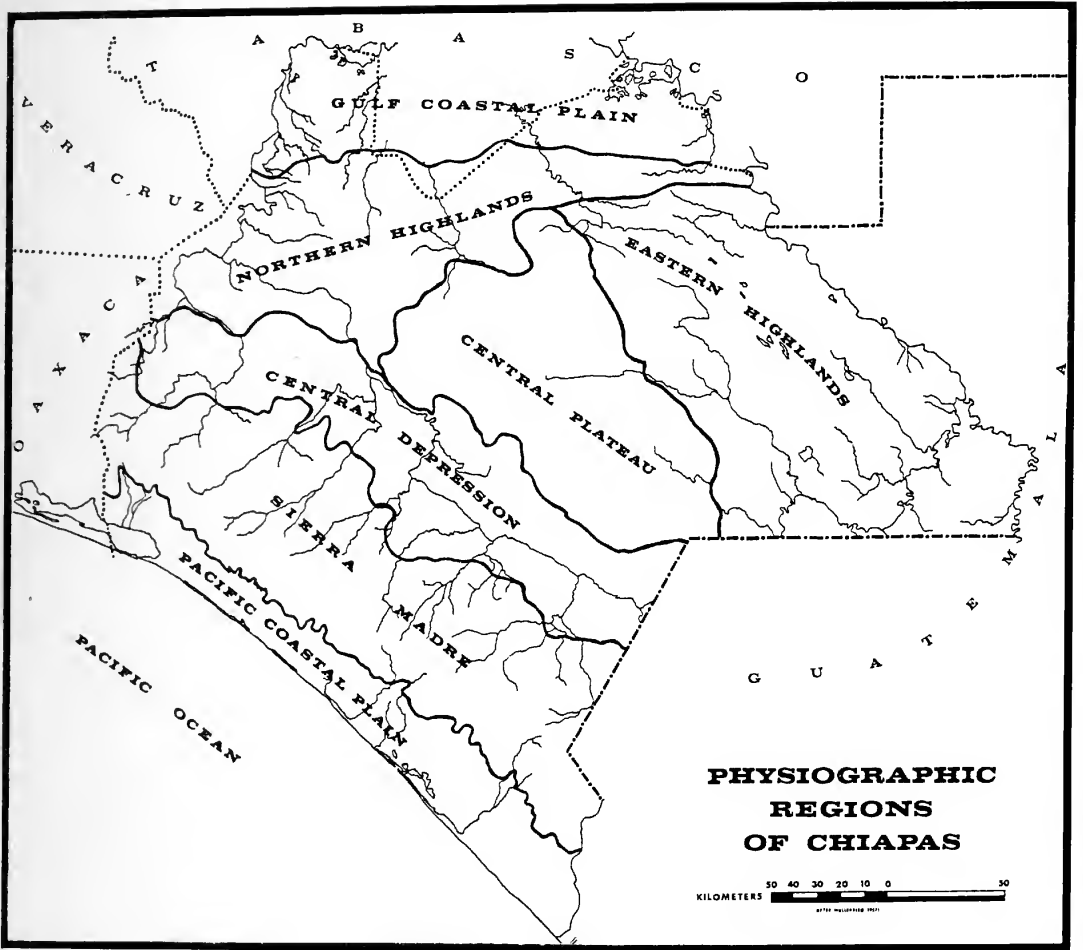 TABASCO
VERACRUZ
GULF COASTAL PLAIN
NORTHERN HIGHLANDS
EASTERN HIGHLANDS
OAXACA
CENTRAL PLATEAU
CENTRAL DEPRESSION
SIERRA MADRE
PACIFIC COASTAL PLAIN
PACIFIC OCEAN
GUATEMALA
PHYSIOGRAPHIC
REGIONS
OF CHIAPAS
50 40 30 20 10 0 50
KILOMETERS